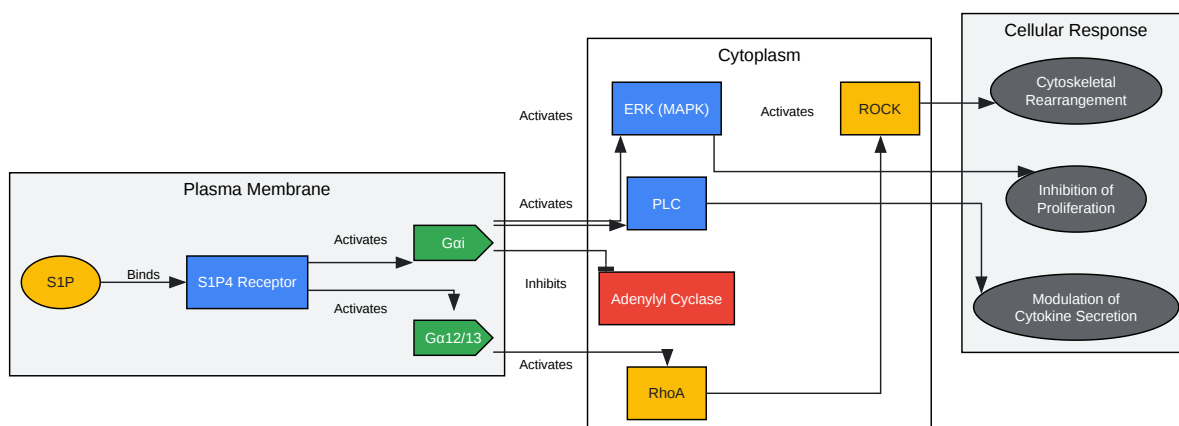 Plasma Membrane
S1P
Binds
S1P4 Receptor
Activates
Activates
Gαi
Gα12/13
Activates
Activates
Inhibits
Activates
Cytoplasm
ERK (MAPK)
Activates
ROCK
PLC
Adenylyl Cyclase
RhoA
Cellular Response
Cytoskeletal
Rearrangement
Inhibition of
Proliferation
Modulation of
Cytokine Secretion